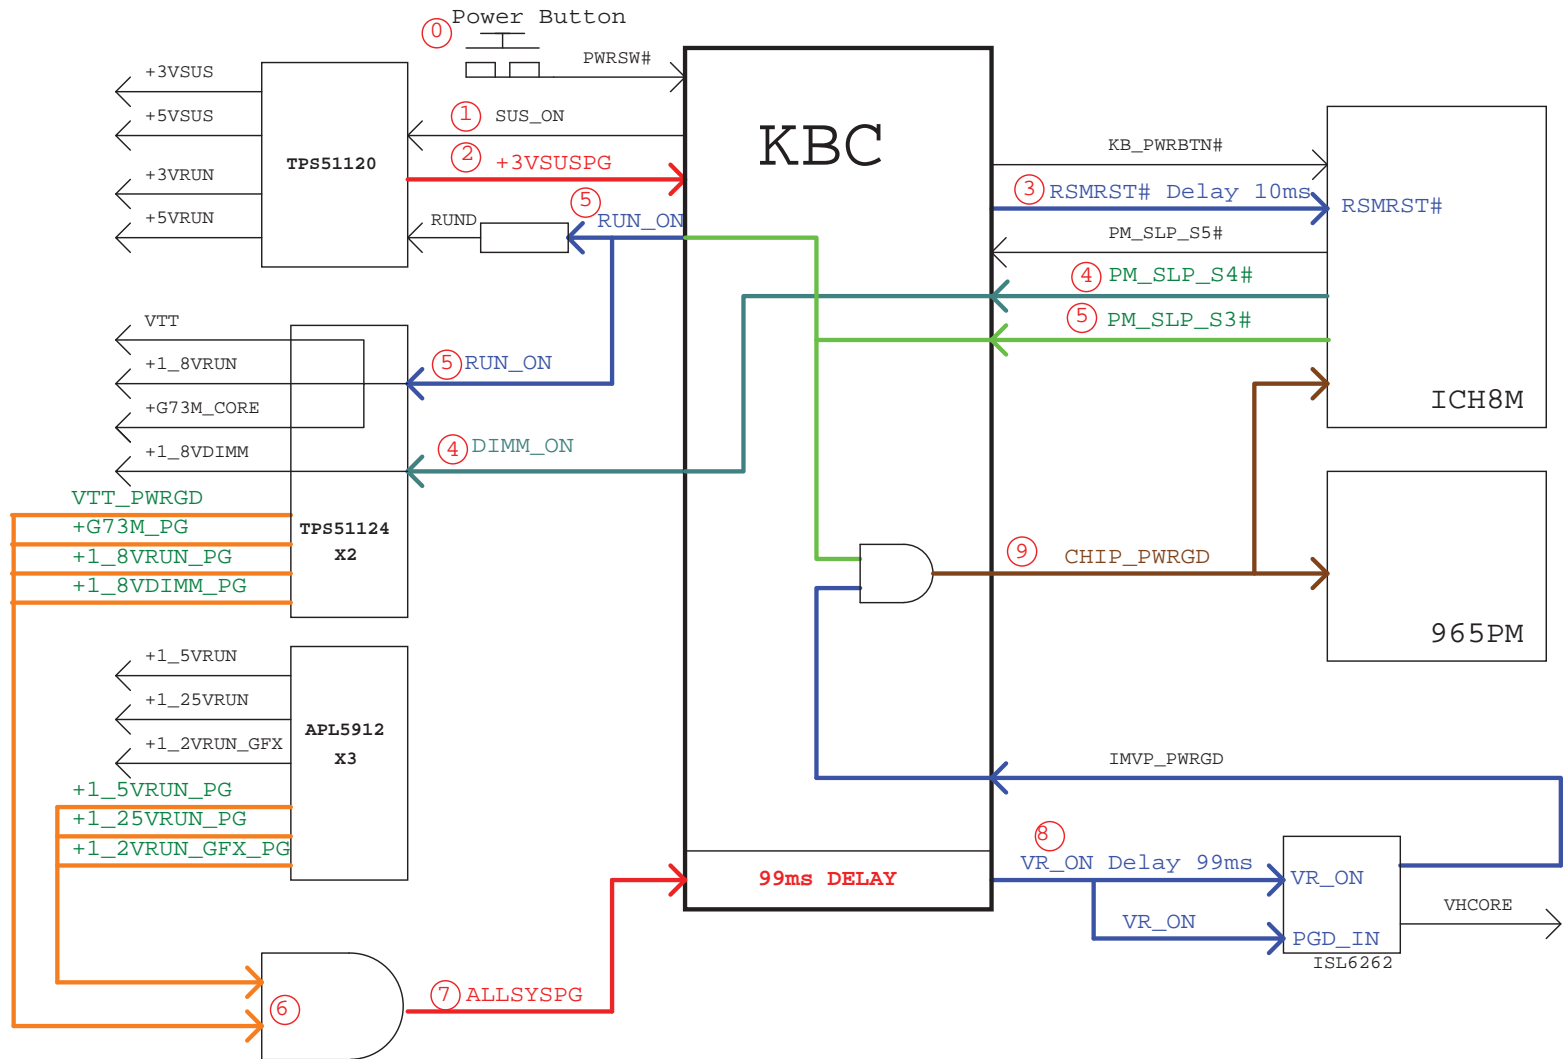 0 Power Button
PWRSW#
+3VSUS
+5VSUS
+3VRUN
+5VRUN
TPS51120
1 SUS_ON
2 +3VSUSPG
5 RUN_ON
RUND
KBC
KB_PWRBTN#
3 RSMRST# Delay 10ms
RSMRST#
PM_SLP_S5#
4 PM_SLP_S4#
5 PM_SLP_S3#
ICH8M
VTT
+1_8VRUN
+G73M_CORE
+1_8VDIMM
5 RUN_ON
4 DIMM_ON
VTT_PWRGD
+G73M_PG
+1_8VRUN_PG
+1_8VDIMM_PG
TPS51124
X2
9 CHIP_PWRGD
965PM
+1_5VRUN
+1_25VRUN
+1_2VRUN_GFX
APL5912
X3
+1_5VRUN_PG
+1_25VRUN_PG
+1_2VRUN_GFX_PG
IMVP_PWRGD
99ms DELAY
8
VR_ON Delay 99ms
VR_ON
VR_ON
PGD_IN
ISL6262
VHCORE
6
7 ALLSYSPG